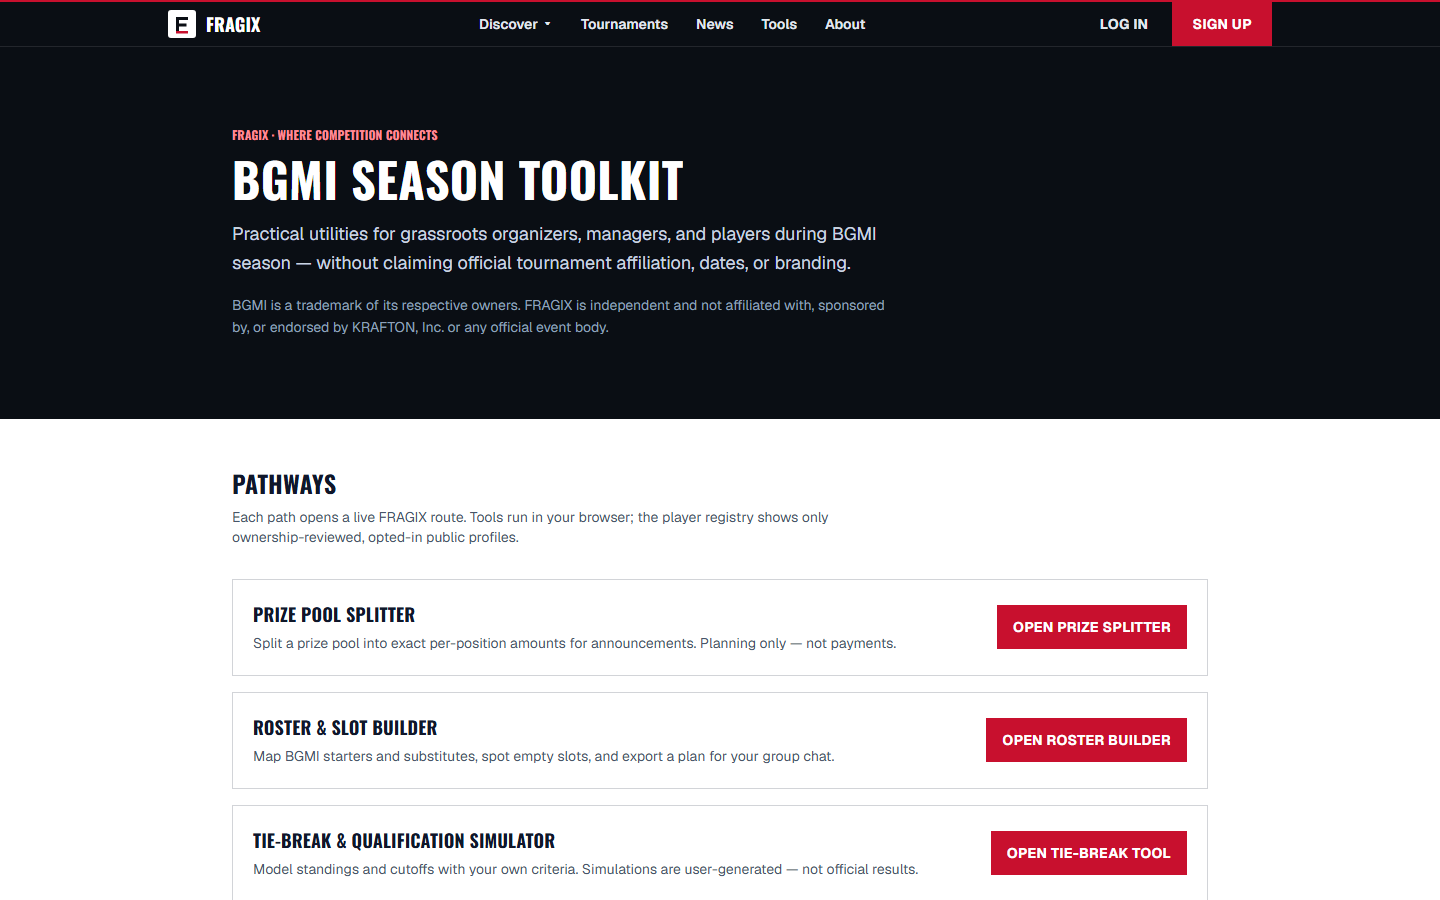 E FRAGIX
Discover Tournaments News Tools About
LOG IN SIGN UP
FRAGIX · WHERE COMPETITION CONNECTS
BGMI SEASON TOOLKIT
Practical utilities for grassroots organizers, managers, and players during BGMI
season — without claiming official tournament affiliation, dates, or branding.
BGMI is a trademark of its respective owners. FRAGIX is independent and not affiliated with, sponsored
by, or endorsed by KRAFTON, Inc. or any official event body.
PATHWAYS
Each path opens a live FRAGIX route. Tools run in your browser; the player registry shows only
ownership-reviewed, opted-in public profiles.
PRIZE POOL SPLITTER
Split a prize pool into exact per-position amounts for announcements. Planning only — not payments.
OPEN PRIZE SPLITTER
ROSTER & SLOT BUILDER
Map BGMI starters and substitutes, spot empty slots, and export a plan for your group chat.
OPEN ROSTER BUILDER
TIE-BREAK & QUALIFICATION SIMULATOR
Model standings and cutoffs with your own criteria. Simulations are user-generated — not official results.
OPEN TIE-BREAK TOOL